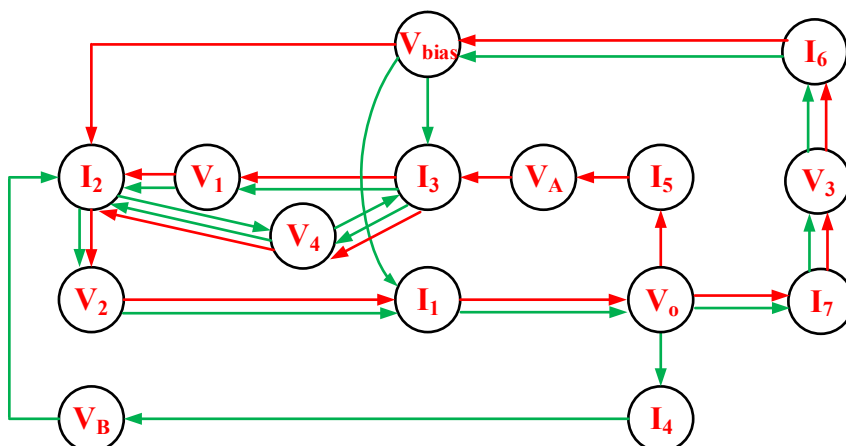 V_bias
I_6
I_2
V_1
I_3
V_A
I_5
V_3
V_4
V_2
I_1
V_o
I_7
V_B
I_4